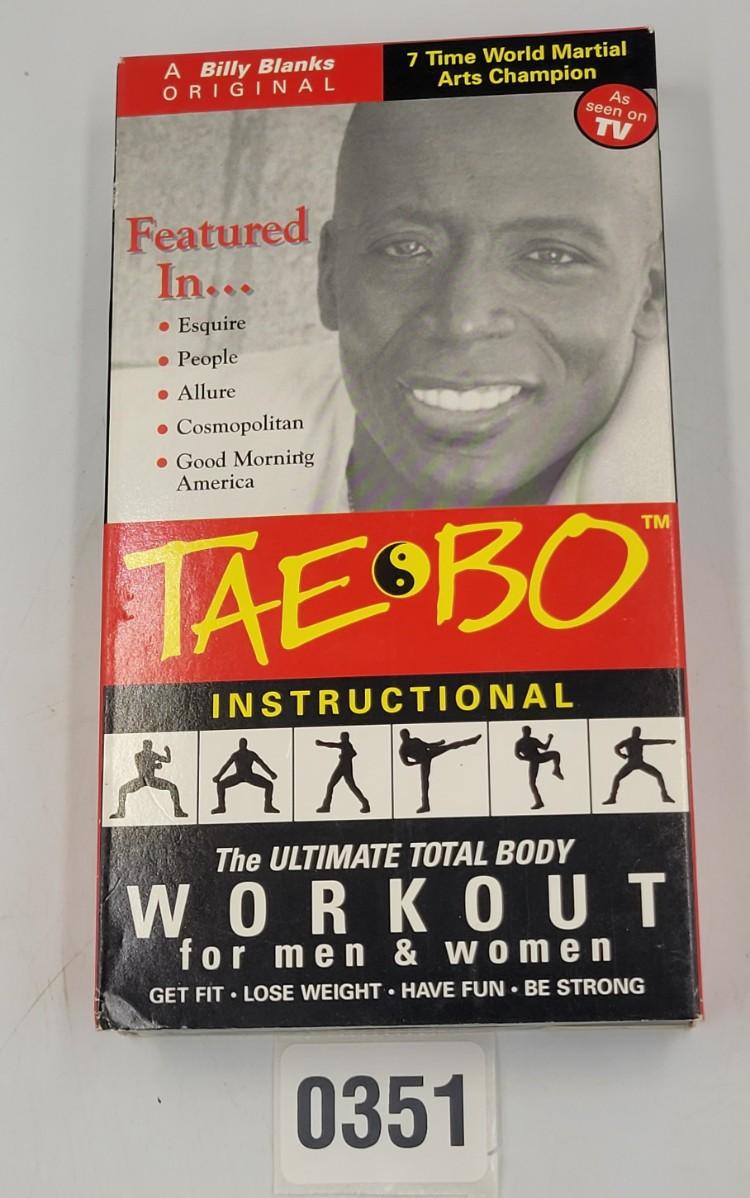 A Billy Blanks
ORIGINAL
7 Time World Martial
Arts Champion
As
seen on
TV
Featured
In...
• Esquire
• People
• Allure
• Cosmopolitan
• Good Morning
America
TAE BO™
INSTRUCTIONAL
The ULTIMATE TOTAL BODY
WORKOUT
for men & women
GET FIT • LOSE WEIGHT • HAVE FUN • BE STRONG
0351